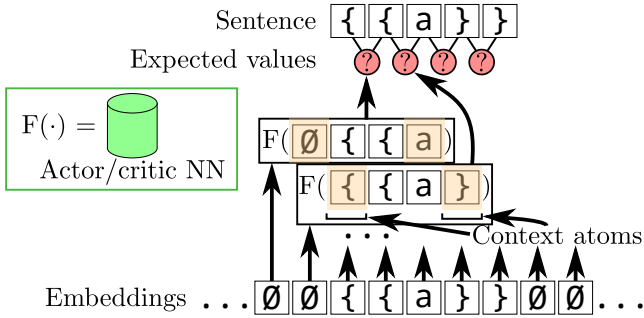 Sentence { { a } }
Expected values ? ? ? ?
F(·) =
Actor/critic NN
F( Ø { { a )
F( { { a } )
...
Context atoms
Embeddings ... Ø Ø { { a } } Ø Ø ...